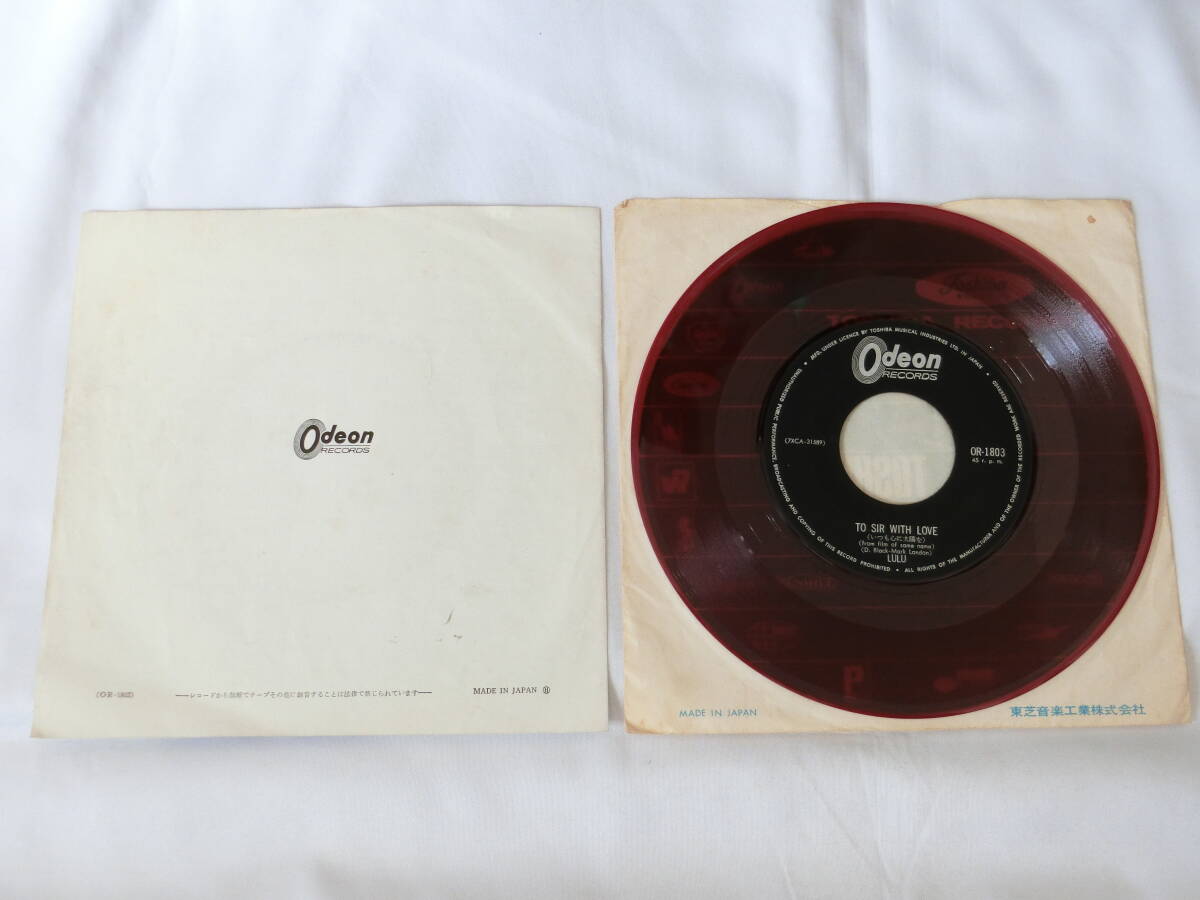 Odeon
RECORDS
(OR-1803)
——レコードから無断でテープその他に録音することは法律で禁じられています——
MADE IN JAPAN
TOSHIBA RECO
• MFD. UNDER LICENCE BY TOSHIBA MUSICAL INDUSTRIES LTD. IN JAPAN •
Odeon
RECORDS
(7XCA-31589)
OR-1803
45 r. p. m.
TO SIR WITH LOVE
(いつも心に太陽を)
(from film of same name)
(D. Black-Mark London)
LULU
UNAUTHORISED PUBLIC PERFORMANCE, BROADCASTING AND COPYING OF THIS RECORD PROHIBITED • ALL RIGHTS OF THE MANUFACTURER AND OF THE OWNER OF THE RECORDED WORK ARE RESERVED
MADE IN JAPAN
東芝音楽工業株式会社